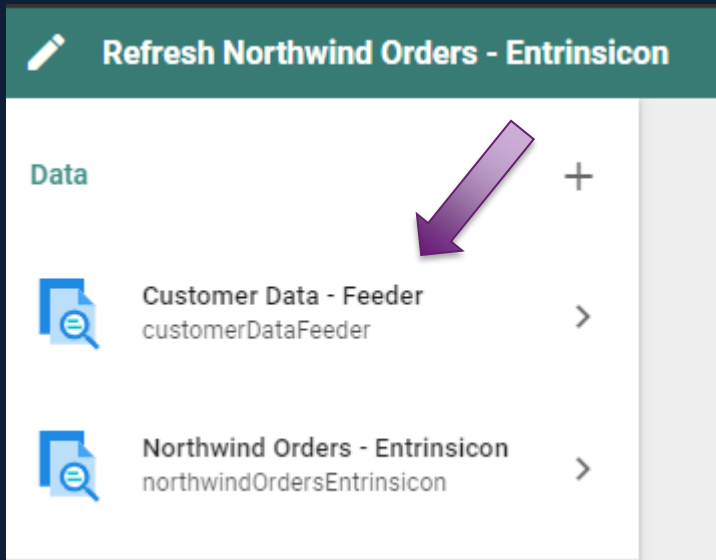 Refresh Northwind Orders - Entrinsicon
Data
Customer Data - Feeder
customerDataFeeder
Northwind Orders - Entrinsicon
northwindOrdersEntrinsicon